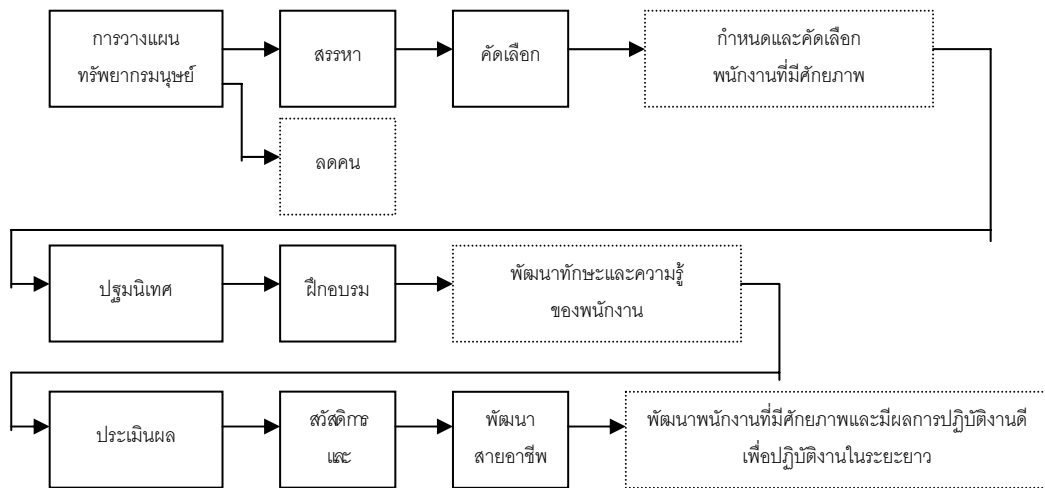 การวางแผน
ทรัพยากรมนุษย์
สรรหา
คัดเลือก
กำหนดและคัดเลือก
พนักงานที่มีศักยภาพ
ลดคน
ปฐมนิเทศ
ฝึกอบรม
พัฒนาทักษะและความรู้
ของพนักงาน
ประเมินผล
สวัสดิการ
และ
พัฒนา
สายอาชีพ
พัฒนาพนักงานที่มีศักยภาพและมีผลการปฏิบัติงานดี
เพื่อปฏิบัติงานในระยะยาว